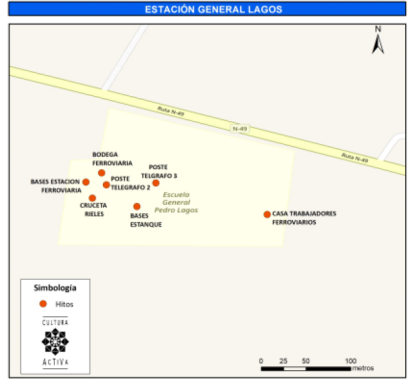 ESTACIÓN GENERAL LAGOS
N
Ruta N-49
N-49
Ruta N-49
BODEGA
FERROVIARIA
POSTE
TELGRAFO 3
BASES ESTACION
FERROVIARIA
POSTE
TELEGRAFO 2
CRUCETA
RIELES
BASES
ESTANQUE
Escuela
General
Pedro Lagos
CASA TRABAJADORES
FERROVIARIOS
Simbología
Hitos
CULTURA
ACTIVA
0 25 50 100
metros